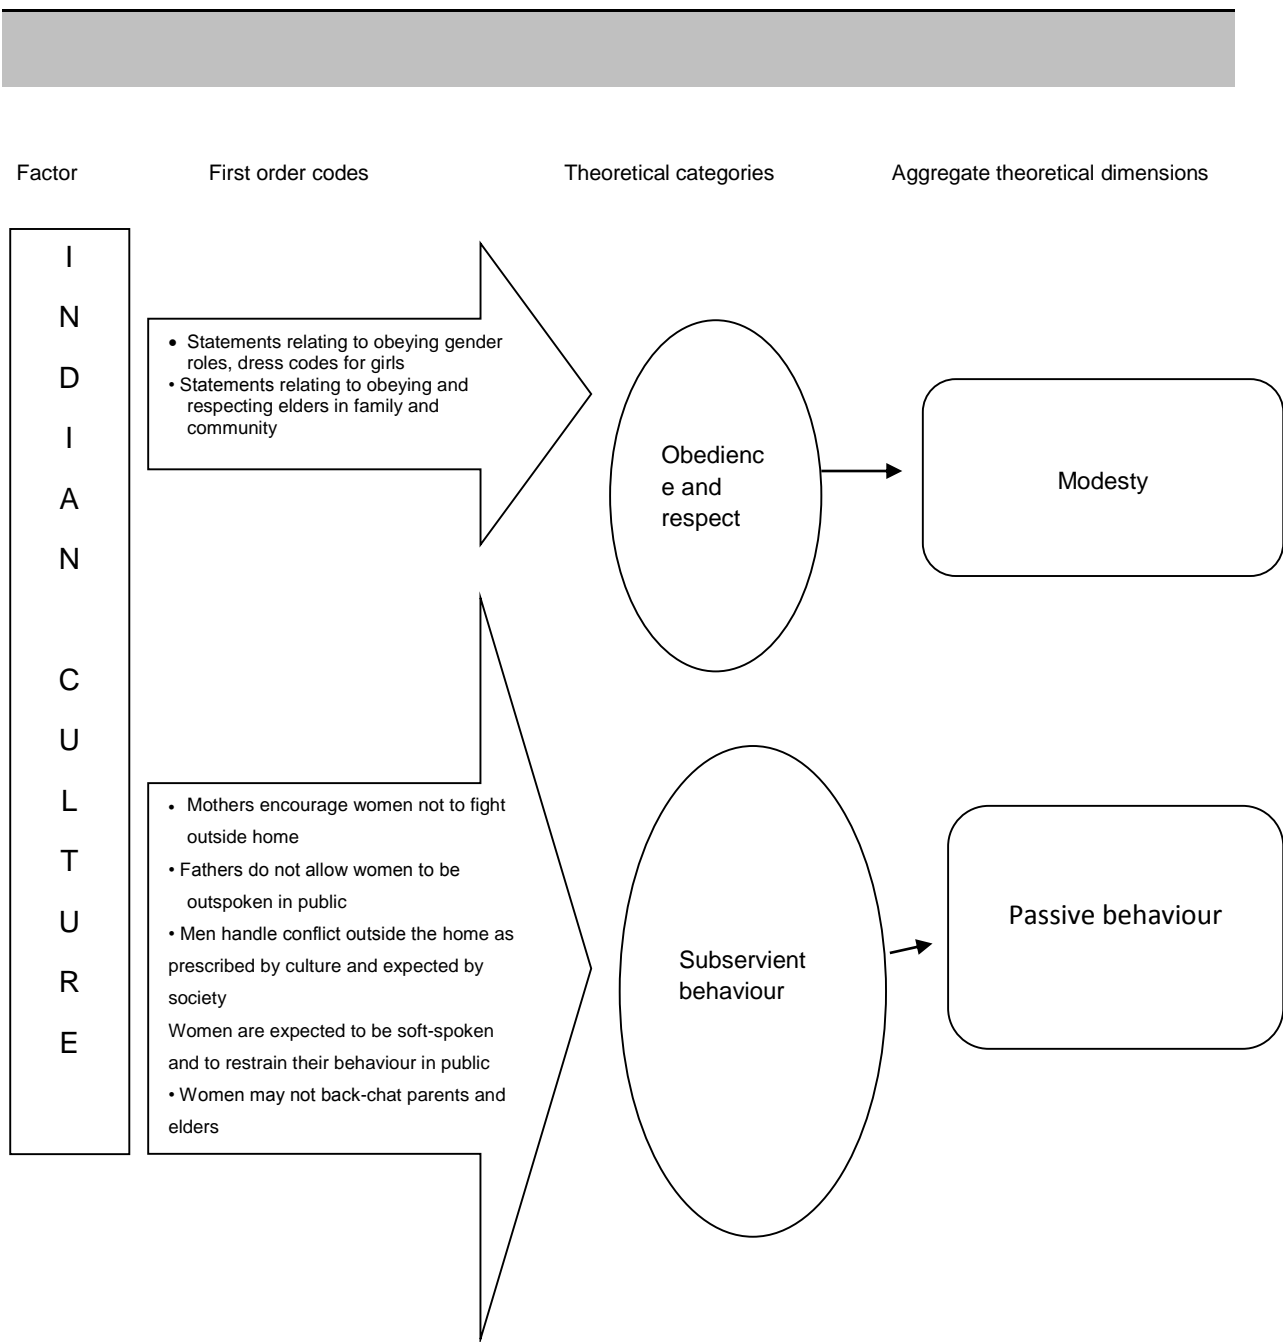 Factor First order codes Theoretical categories Aggregate theoretical dimensions
I
N
D
I
A
N
C
U
L
T
U
R
E
• Statements relating to obeying gender
roles, dress codes for girls
• Statements relating to obeying and
respecting elders in family and
community
Obedienc
e and
respect
Modesty
• Mothers encourage women not to fight
outside home
• Fathers do not allow women to be
outspoken in public
• Men handle conflict outside the home as
prescribed by culture and expected by
society
Women are expected to be soft-spoken
and to restrain their behaviour in public
• Women may not back-chat parents and
elders
Subservient
behaviour
Passive behaviour